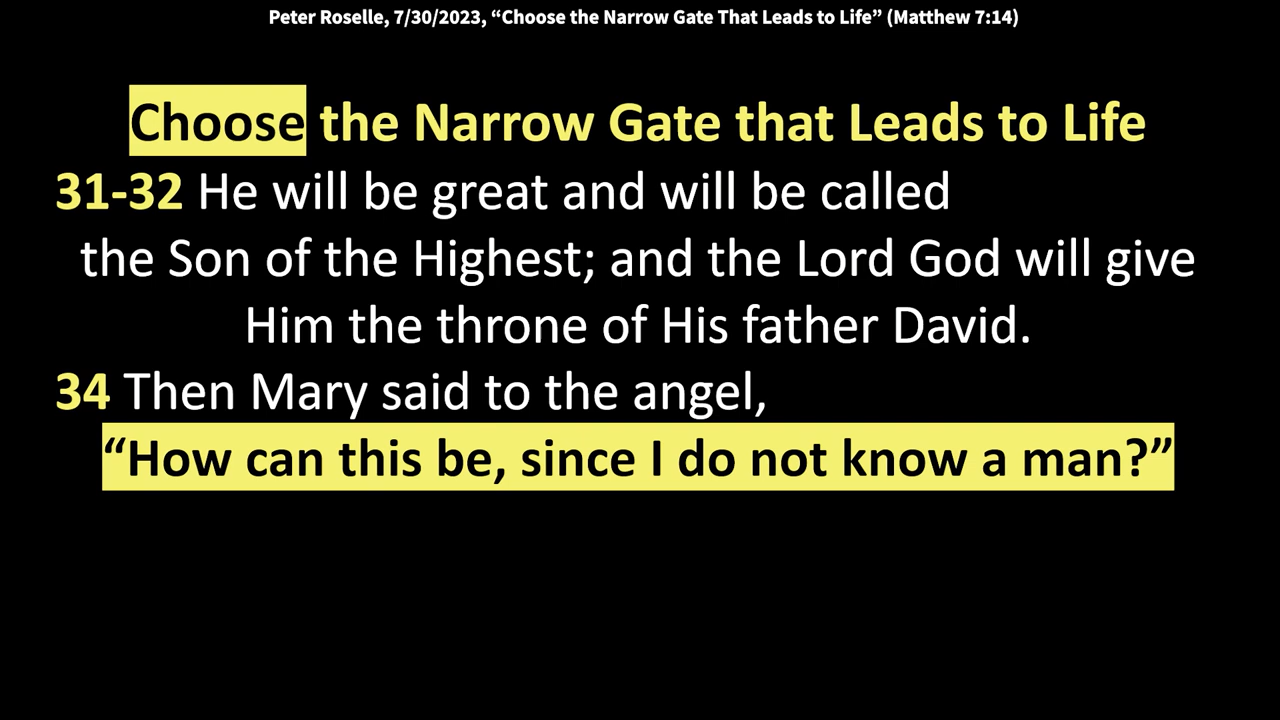 Peter Roselle, 7/30/2023, “Choose the Narrow Gate That Leads to Life” (Matthew 7:14)
Choose the Narrow Gate that Leads to Life
31-32 He will be great and will be called
the Son of the Highest; and the Lord God will give
Him the throne of His father David.
34 Then Mary said to the angel,
“How can this be, since I do not know a man?”